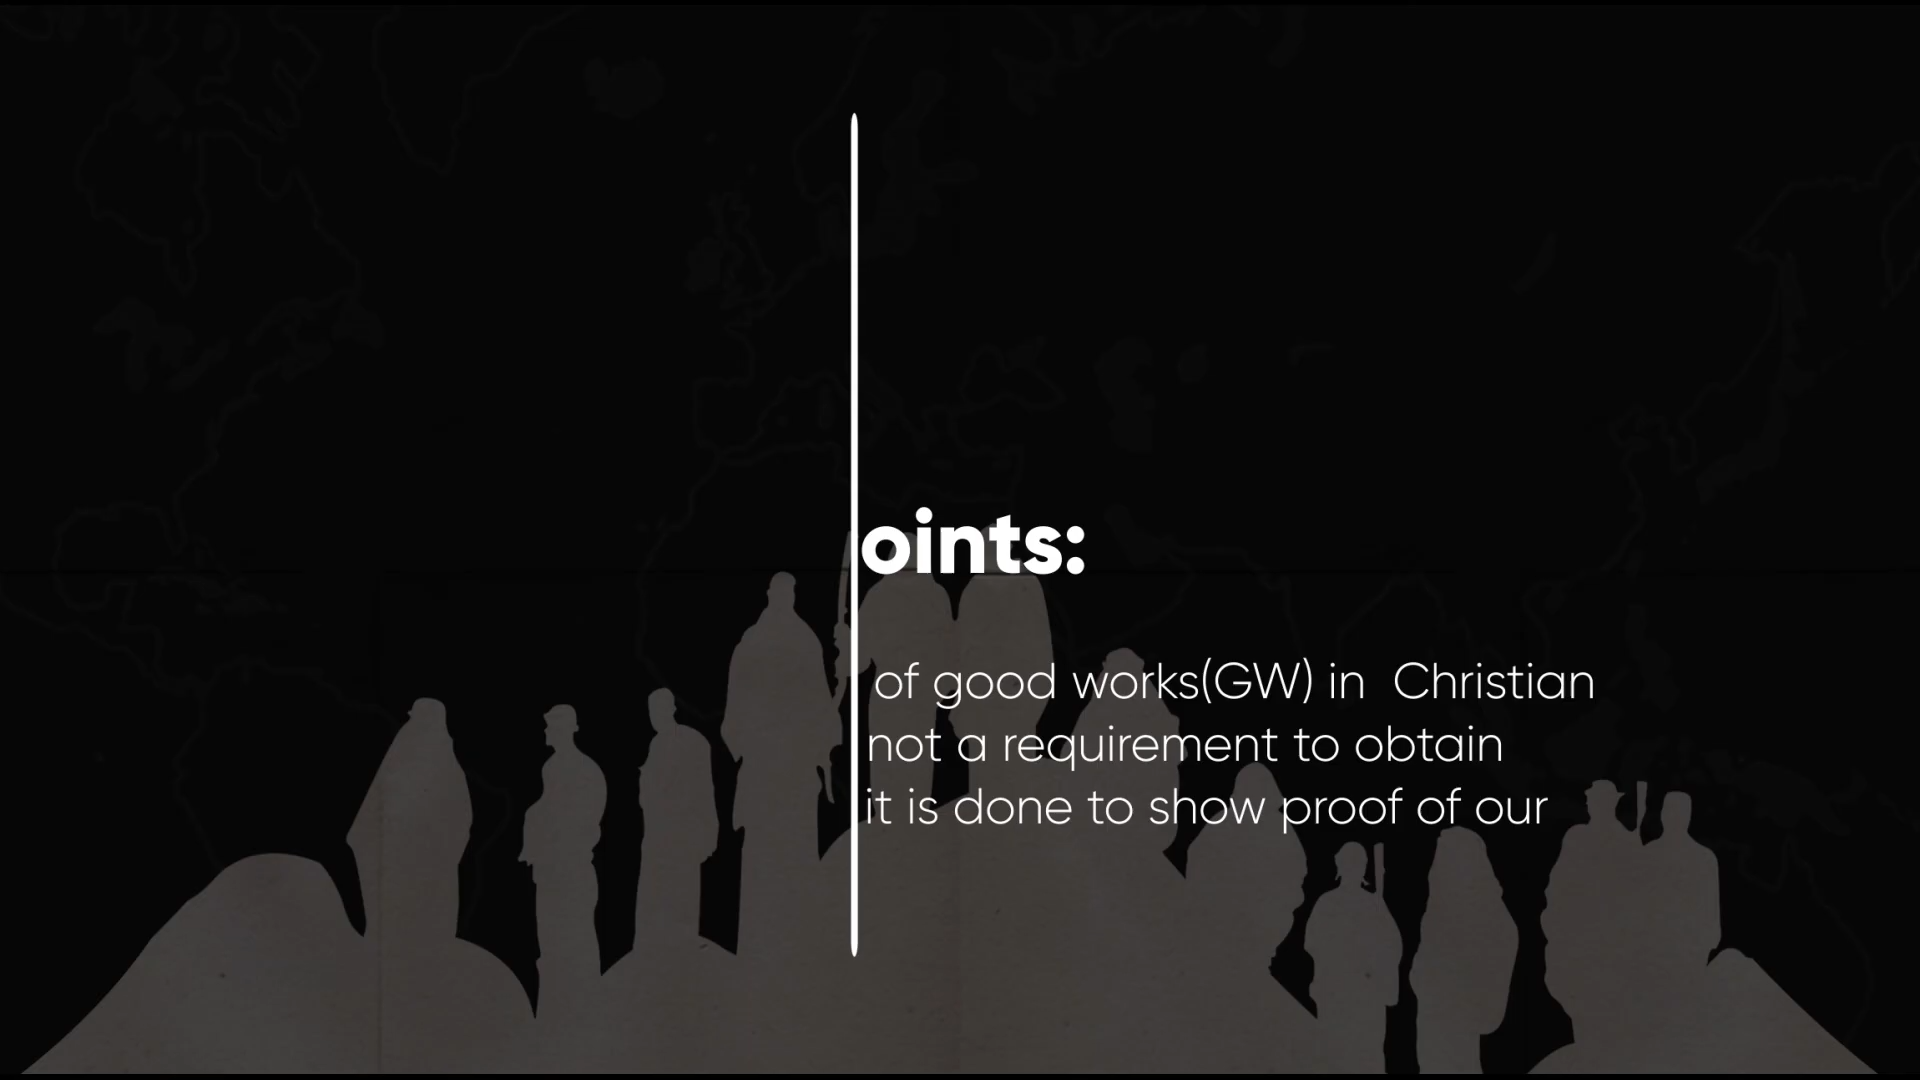 oints:
of good works(GW) in Christian
not a requirement to obtain
it is done to show proof of our